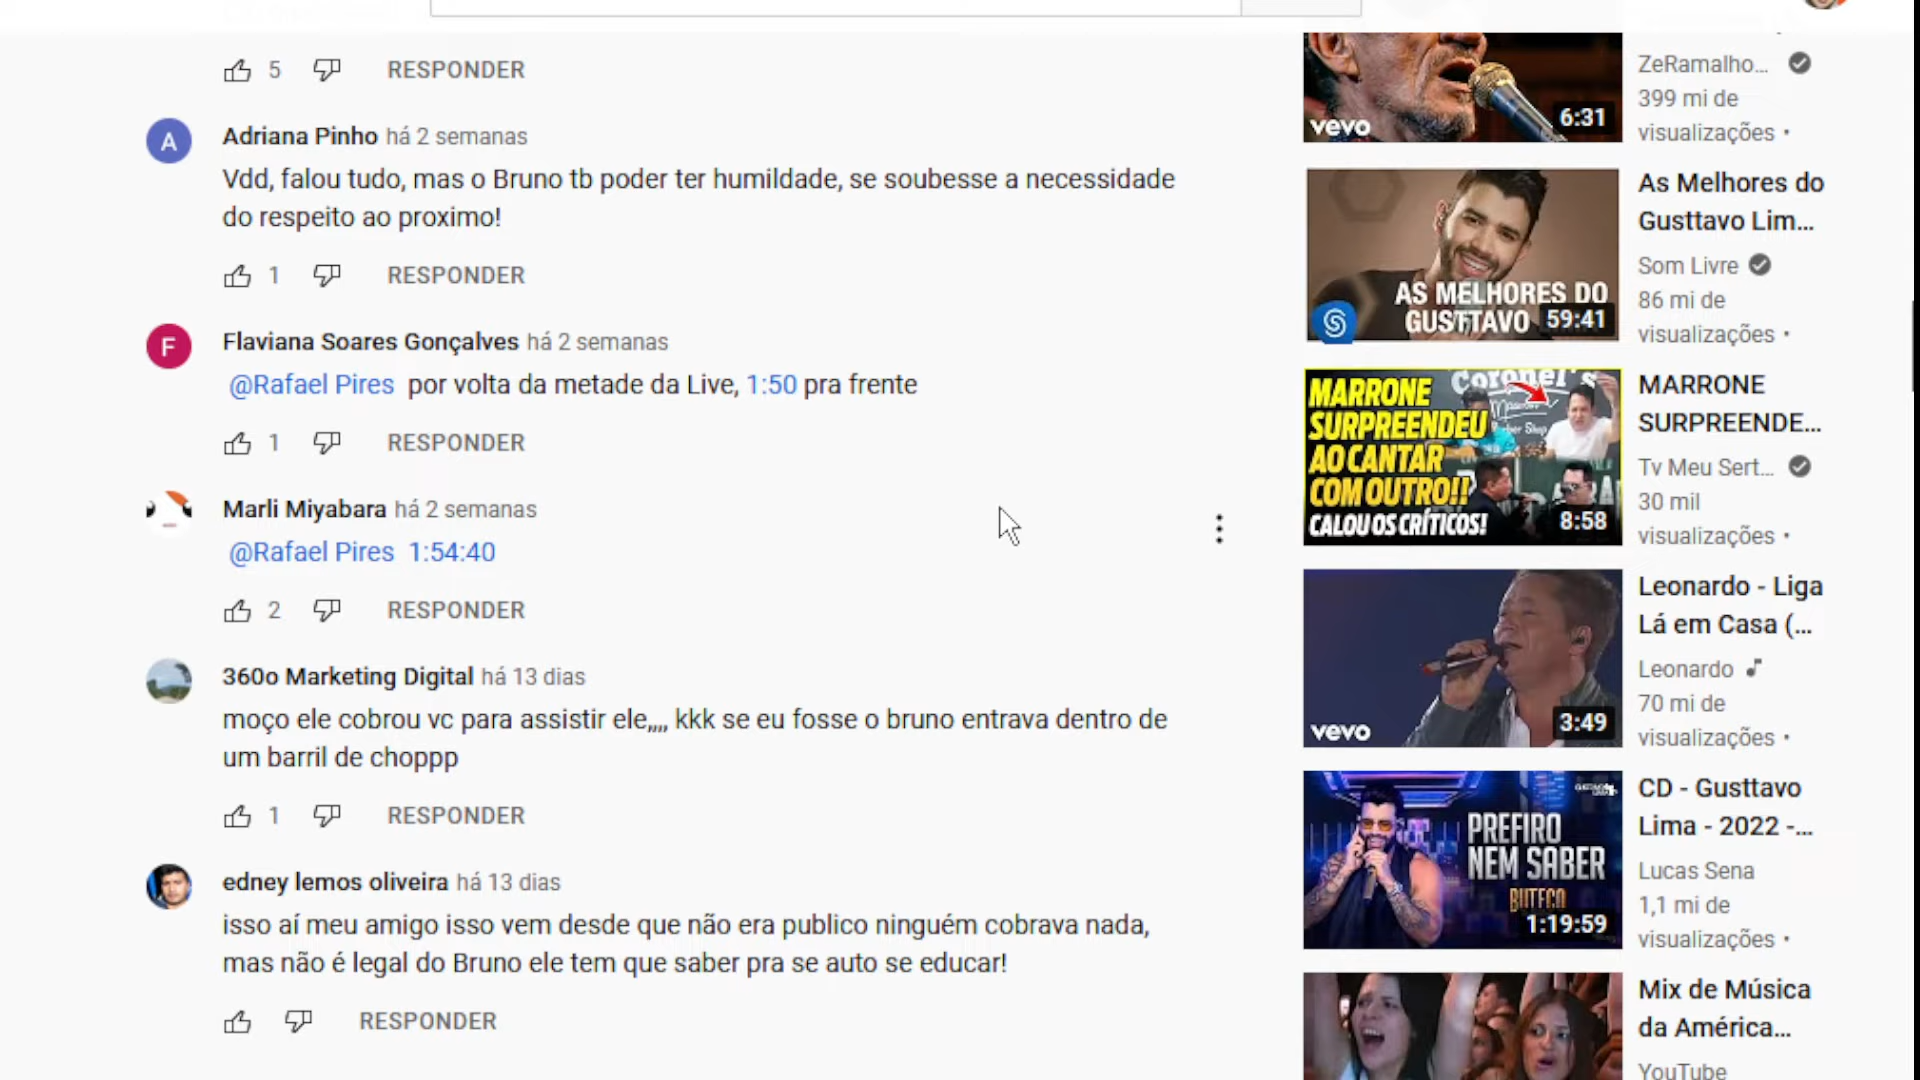 5 RESPONDER
A
Adriana Pinho há 2 semanas
Vdd, falou tudo, mas o Bruno tb poder ter humildade, se soubesse a necessidade
do respeito ao proximo!
1 RESPONDER
F
Flaviana Soares Gonçalves há 2 semanas
@Rafael Pires por volta da metade da Live, 1:50 pra frente
1 RESPONDER
Marli Miyabara há 2 semanas
@Rafael Pires 1:54:40
2 RESPONDER
360o Marketing Digital há 13 dias
moço ele cobrou vc para assistir ele,,,, kkk se eu fosse o bruno entrava dentro de
um barril de choppp
1 RESPONDER
edney lemos oliveira há 13 dias
isso aí meu amigo isso vem desde que não era publico ninguém cobrava nada,
mas não é legal do Bruno ele tem que saber pra se auto se educar!
RESPONDER
vevo
6:31
ZeRamalho...
399 mi de
visualizações •
AS MELHORES DO
GUSTTAVO
59:41
As Melhores do
Gusttavo Lim...
Som Livre
86 mi de
visualizações •
Coronel's
MARRONE
SURPREENDEU
AO CANTAR
COM OUTRO!!
CALOU OS CRÍTICOS!
8:58
MARRONE
SURPREENDE...
Tv Meu Sert...
30 mil
visualizações •
vevo
3:49
Leonardo - Liga
Lá em Casa (...
Leonardo
70 mi de
visualizações •
PREFIRO
NEM SABER
BUTECO
1:19:59
CD - Gusttavo
Lima - 2022 -...
Lucas Sena
1,1 mi de
visualizações •
Mix de Música
da América...
YouTube